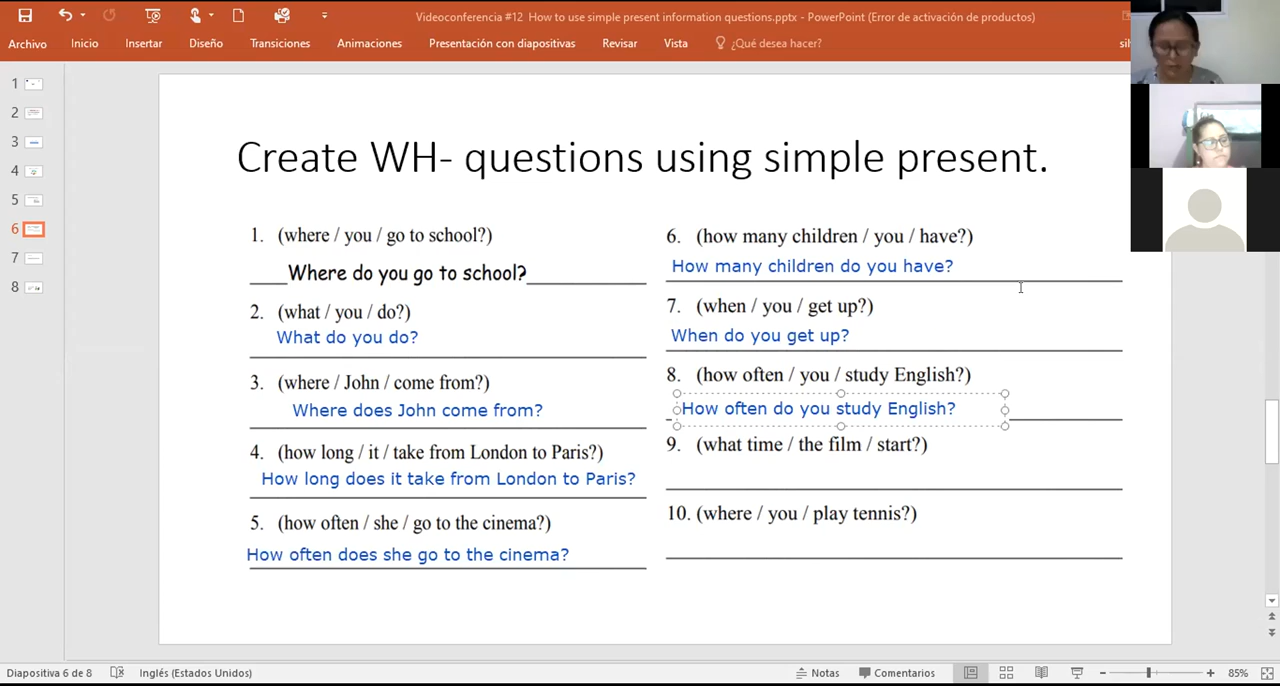 Videoconferencia #12 How to use simple present information questions.pptx - PowerPoint (Error de activación de productos)
Archivo Inicio Insertar Diseño Transiciones Animaciones Presentación con diapositivas Revisar Vista ¿Qué desea hacer?
1
2
3
4
5
6
7
8
Create WH- questions using simple present.
1. (where / you / go to school?)
Where do you go to school?
2. (what / you / do?)
What do you do?
3. (where / John / come from?)
Where does John come from?
4. (how long / it / take from London to Paris?)
How long does it take from London to Paris?
5. (how often / she / go to the cinema?)
How often does she go to the cinema?
6. (how many children / you / have?)
How many children do you have?
7. (when / you / get up?)
When do you get up?
8. (how often / you / study English?)
How often do you study English?
9. (what time / the film / start?)
10. (where / you / play tennis?)
Diapositiva 6 de 8 Inglés (Estados Unidos) Notas Comentarios 85%